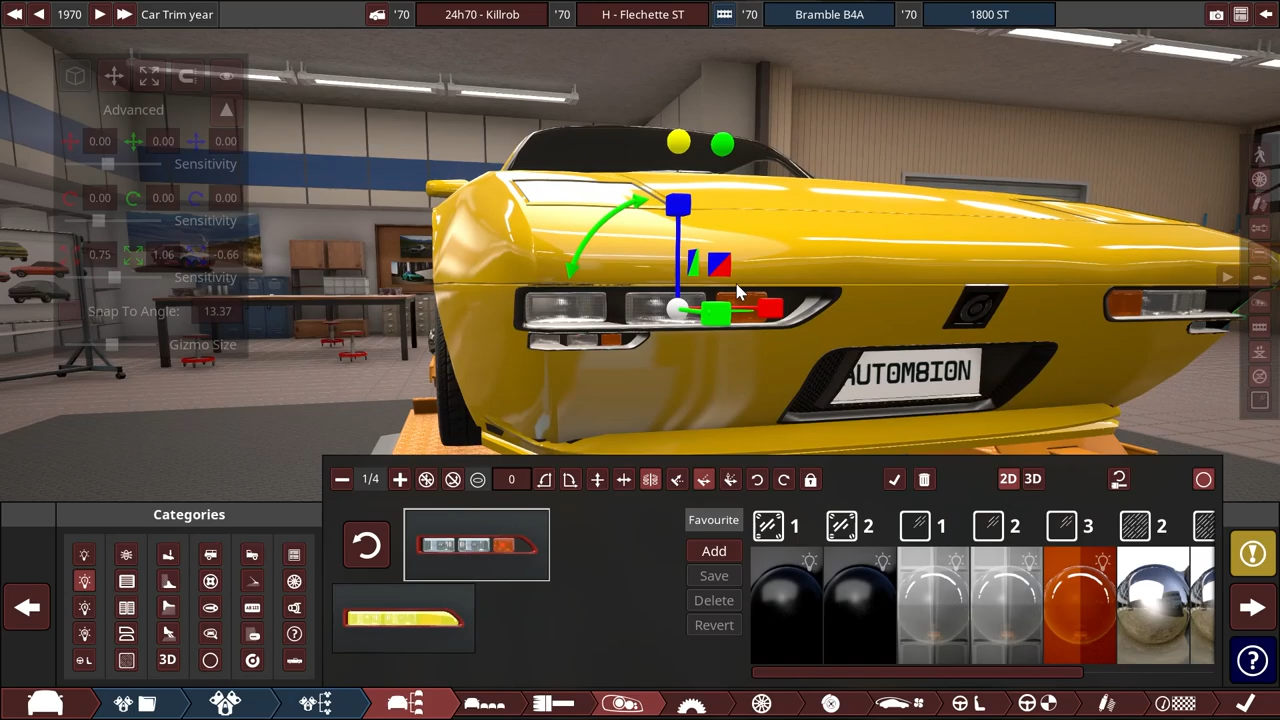 1970 Car Trim year '70 24h70 - Killrob '70 H - Flechette ST '70 Bramble B4A '70 1800 ST
Advanced
0.00 0.00 0.00
Sensitivity
0.00 0.00 0.00
Sensitivity
0.75 1.06 -0.66
Sensitivity
Snap To Angle: 13.37
Gizmo Size
AUTOM8ION
1/4 0 2D 3D
Categories
3D
L
Favourite
Add
Save
Delete
Revert
1 2 1 2 3 2